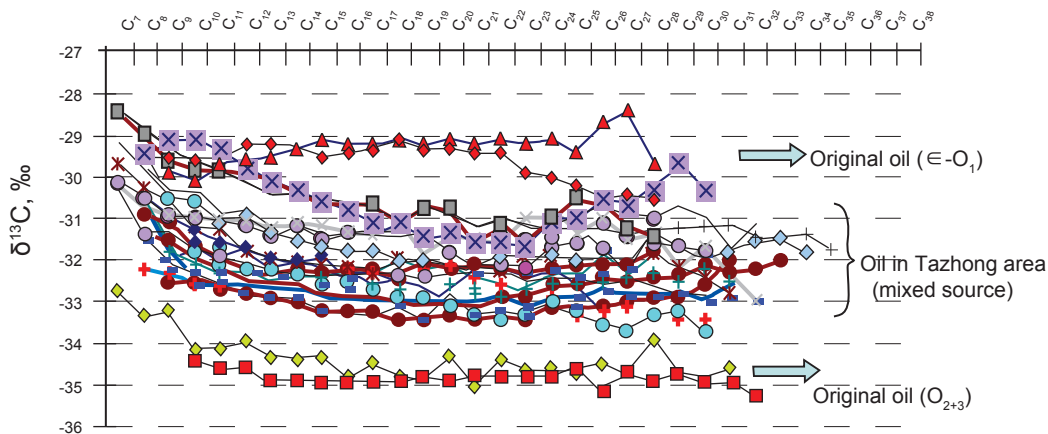 C₇ C₈ C₉ C₁₀ C₁₁ C₁₂ C₁₃ C₁₄ C₁₅ C₁₆ C₁₇ C₁₈ C₁₉ C₂₀ C₂₁ C₂₂ C₂₃ C₂₄ C₂₅ C₂₆ C₂₇ C₂₈ C₂₉ C₃₀ C₃₁ C₃₂ C₃₃ C₃₄ C₃₅ C₃₆ C₃₇ C₃₈
δ¹³C, ‰
-27
-28
-29
-30
-31
-32
-33
-34
-35
-36
Original oil (∈-O₁)
Oil in Tazhong area
(mixed source)
Original oil (O₂₊₃)